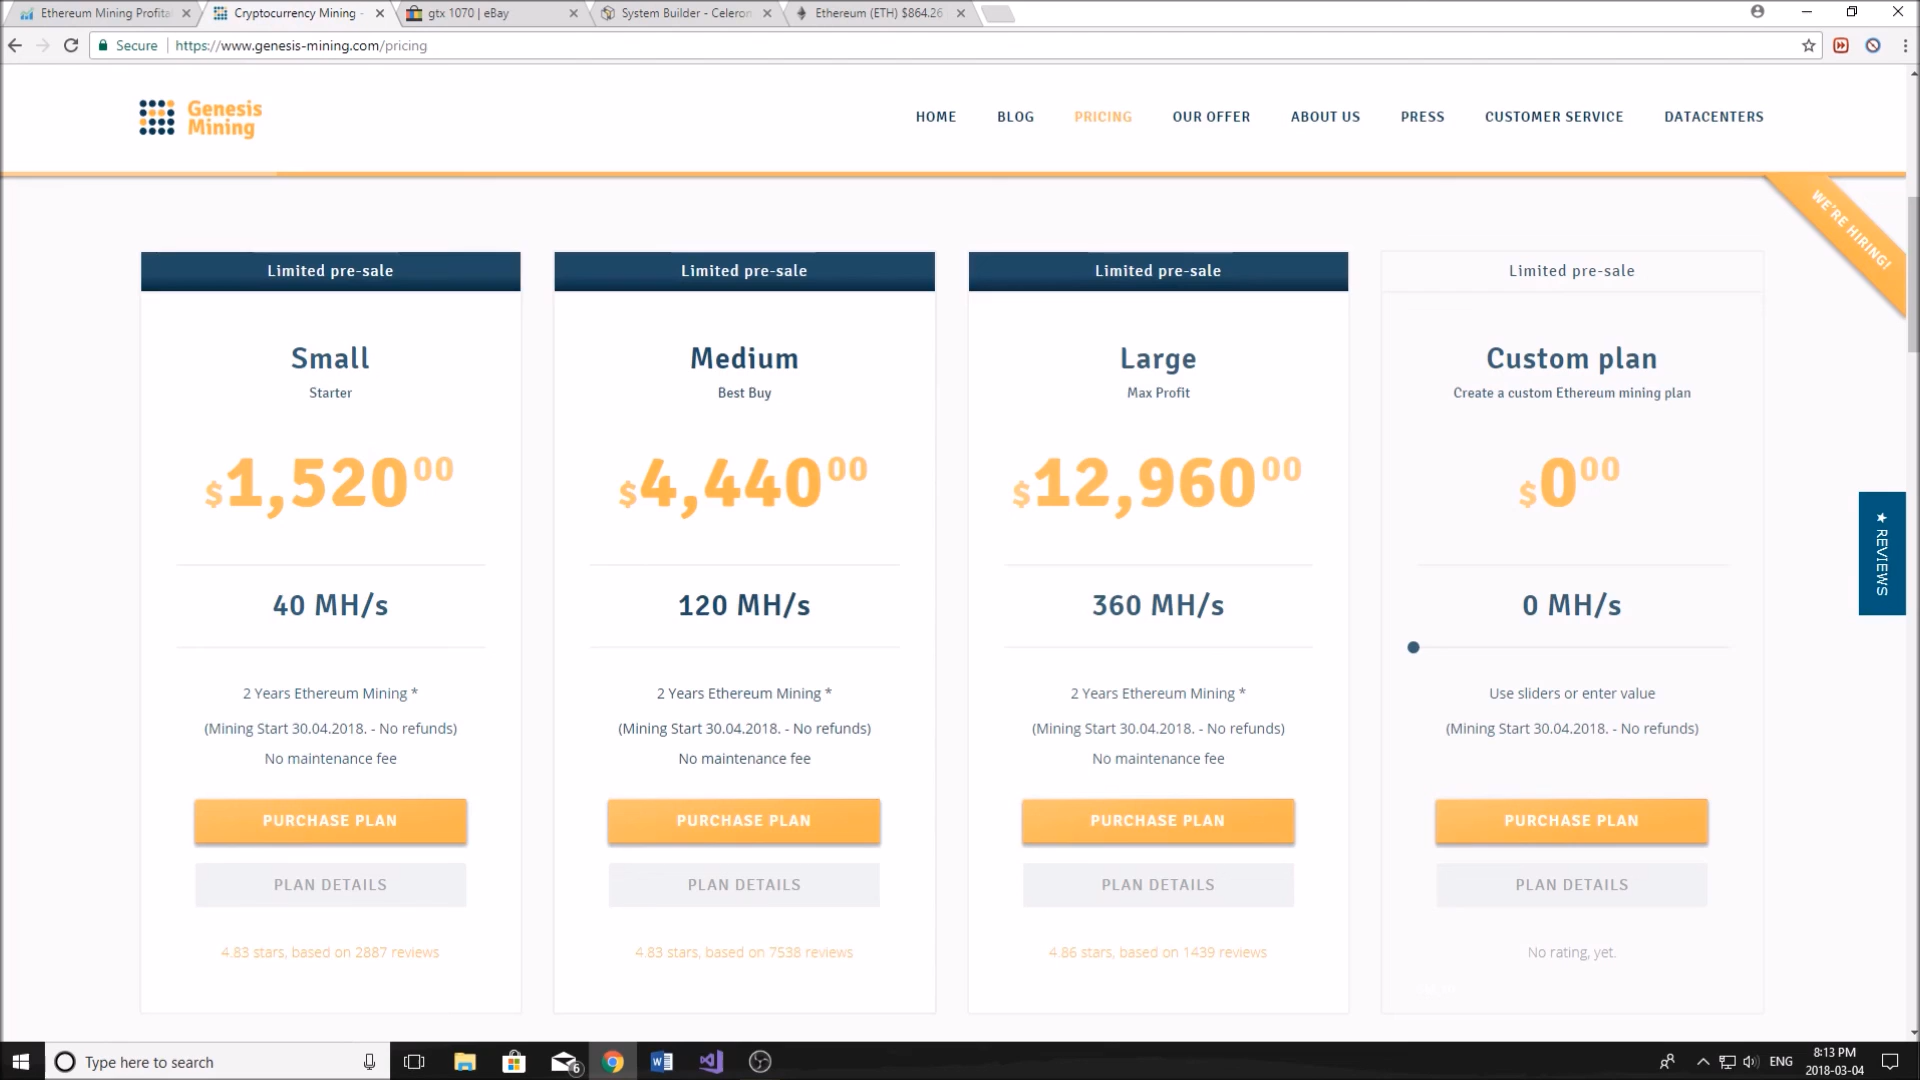 Ethereum Mining Profita
Cryptocurrency Mining -
gtx 1070 | eBay
System Builder - Celeron
Ethereum (ETH) $864.26
Secure
https://www.genesis-mining.com/pricing
Genesis
Mining
HOME
BLOG
PRICING
OUR OFFER
ABOUT US
PRESS
CUSTOMER SERVICE
DATACENTERS
WE'RE HIRING!
Limited pre-sale
Small
Starter
$1,520 00
40 MH/s
2 Years Ethereum Mining *
(Mining Start 30.04.2018. - No refunds)
No maintenance fee
PURCHASE PLAN
PLAN DETAILS
4.83 stars, based on 2887 reviews
Limited pre-sale
Medium
Best Buy
$4,440 00
120 MH/s
2 Years Ethereum Mining *
(Mining Start 30.04.2018. - No refunds)
No maintenance fee
PURCHASE PLAN
PLAN DETAILS
4.83 stars, based on 7538 reviews
Limited pre-sale
Large
Max Profit
$12,960 00
360 MH/s
2 Years Ethereum Mining *
(Mining Start 30.04.2018. - No refunds)
No maintenance fee
PURCHASE PLAN
PLAN DETAILS
4.86 stars, based on 1439 reviews
Limited pre-sale
Custom plan
Create a custom Ethereum mining plan
$0 00
0 MH/s
Use sliders or enter value
(Mining Start 30.04.2018. - No refunds)
PURCHASE PLAN
PLAN DETAILS
No rating, yet.
★ REVIEWS
Type here to search
6
ENG
8:13 PM
2018-03-04